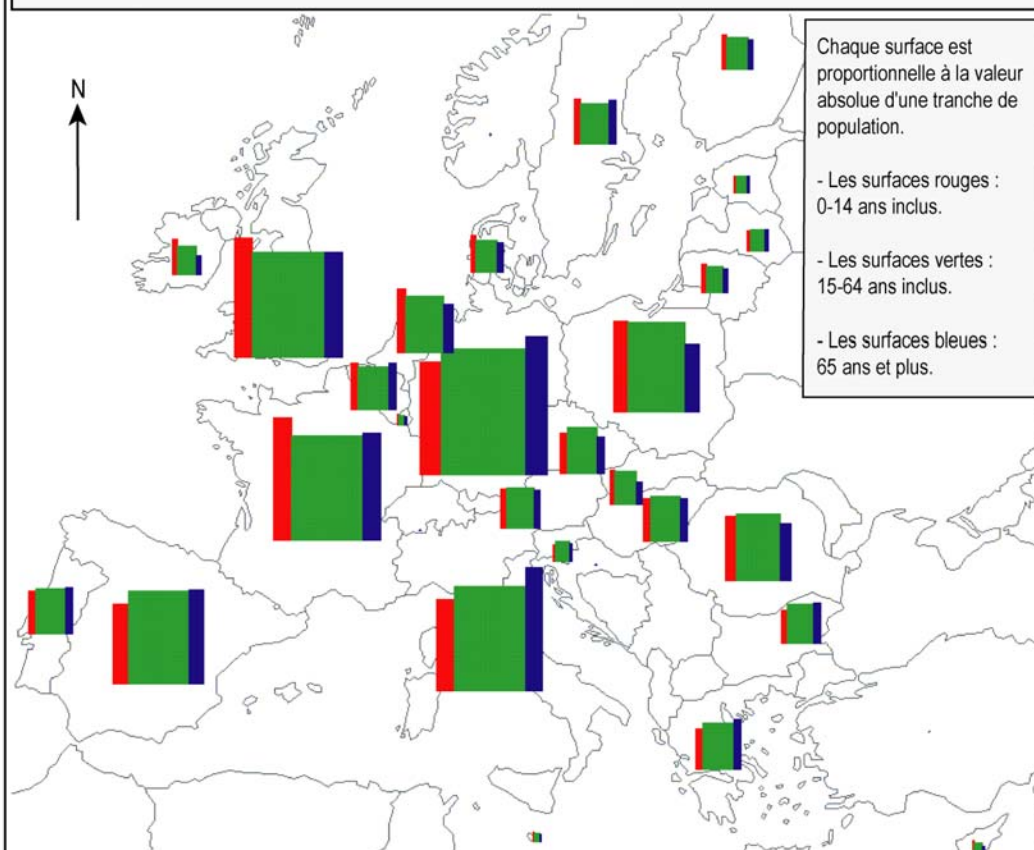 N
Chaque surface est
proportionnelle à la valeur
absolue d'une tranche de
population.
- Les surfaces rouges :
0-14 ans inclus.
- Les surfaces vertes :
15-64 ans inclus.
- Les surfaces bleues :
65 ans et plus.